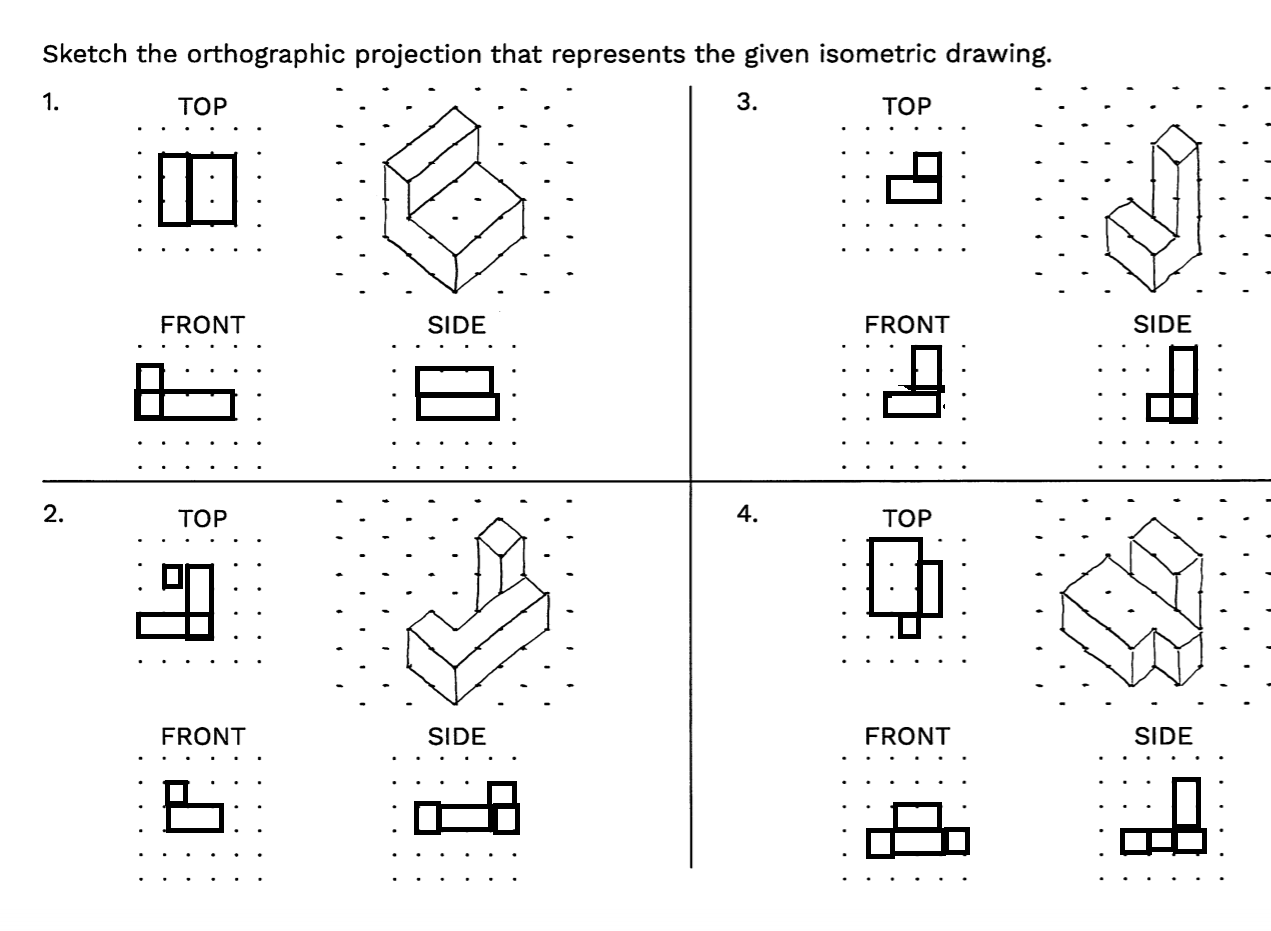 Sketch the orthographic projection that represents the given isometric drawing.
1.
TOP
FRONT
SIDE
3.
TOP
FRONT
SIDE
2.
TOP
FRONT
SIDE
4.
TOP
FRONT
SIDE